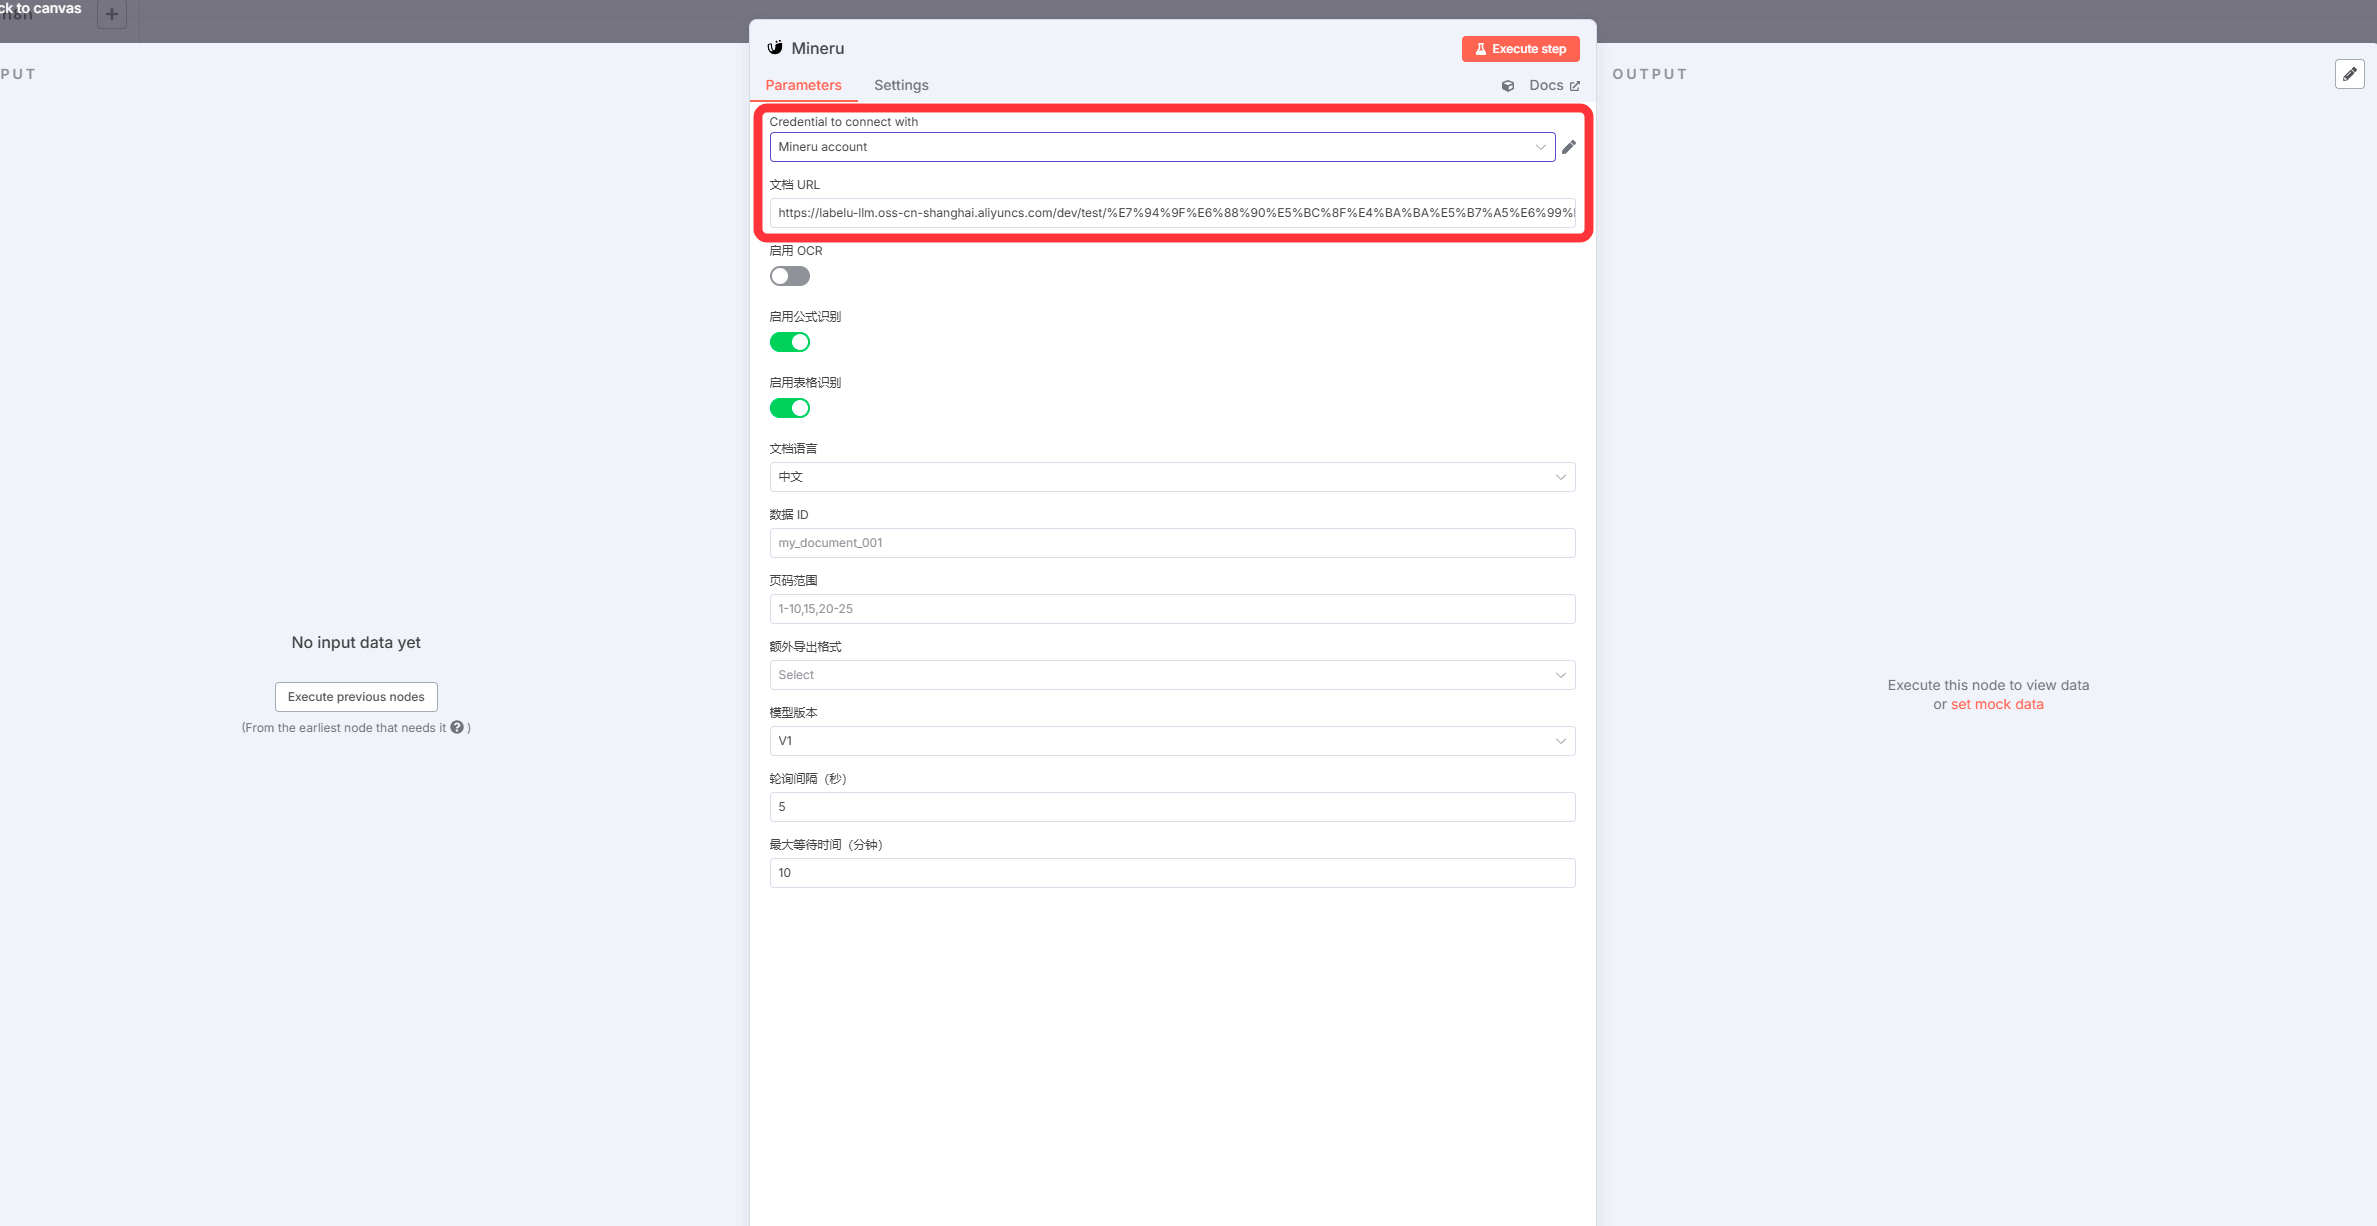 ck to canvas
PUT
Mineru
Execute step
Parameters
Settings
Docs
OUTPUT
Credential to connect with
Mineru account
文档 URL
https://labelu-llm.oss-cn-shanghai.aliyuncs.com/dev/test/%E7%94%9F%E6%88%90%E5%BC%8F%E4%BA%BA%E5%B7%A5%E6%99%
启用 OCR
启用公式识别
启用表格识别
文档语言
中文
数据 ID
my_document_001
页码范围
1-10,15,20-25
额外导出格式
Select
模型版本
V1
轮询间隔（秒）
5
最大等待时间（分钟）
10
No input data yet
Execute previous nodes
(From the earliest node that needs it ? )
Execute this node to view data
or set mock data